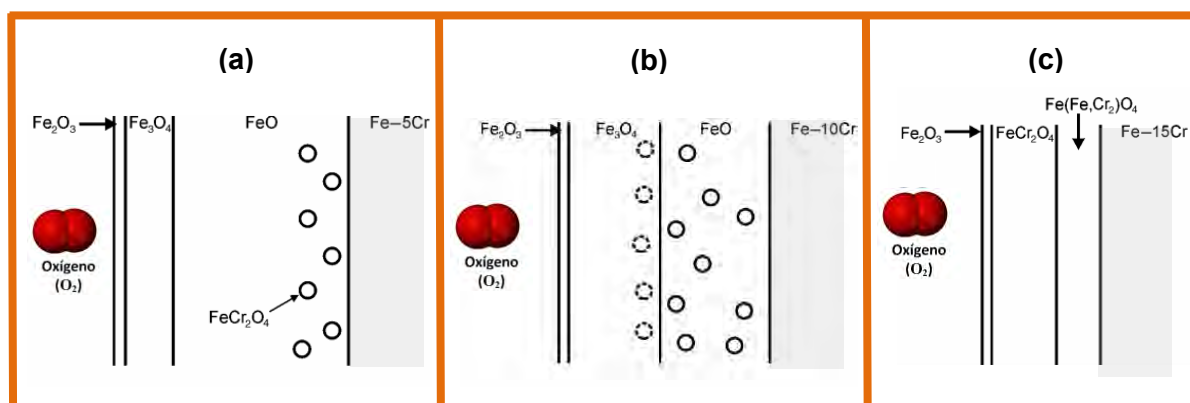 (a)
Fe₂O₃
Fe₃O₄
FeO
Fe–5Cr
Oxígeno
(O₂)
FeCr₂O₄
(b)
Fe₂O₃
Fe₃O₄
FeO
Fe–10Cr
Oxígeno
(O₂)
(c)
Fe(Fe,Cr₂)O₄
Fe₂O₃
FeCr₂O₄
Fe–15Cr
Oxígeno
(O₂)